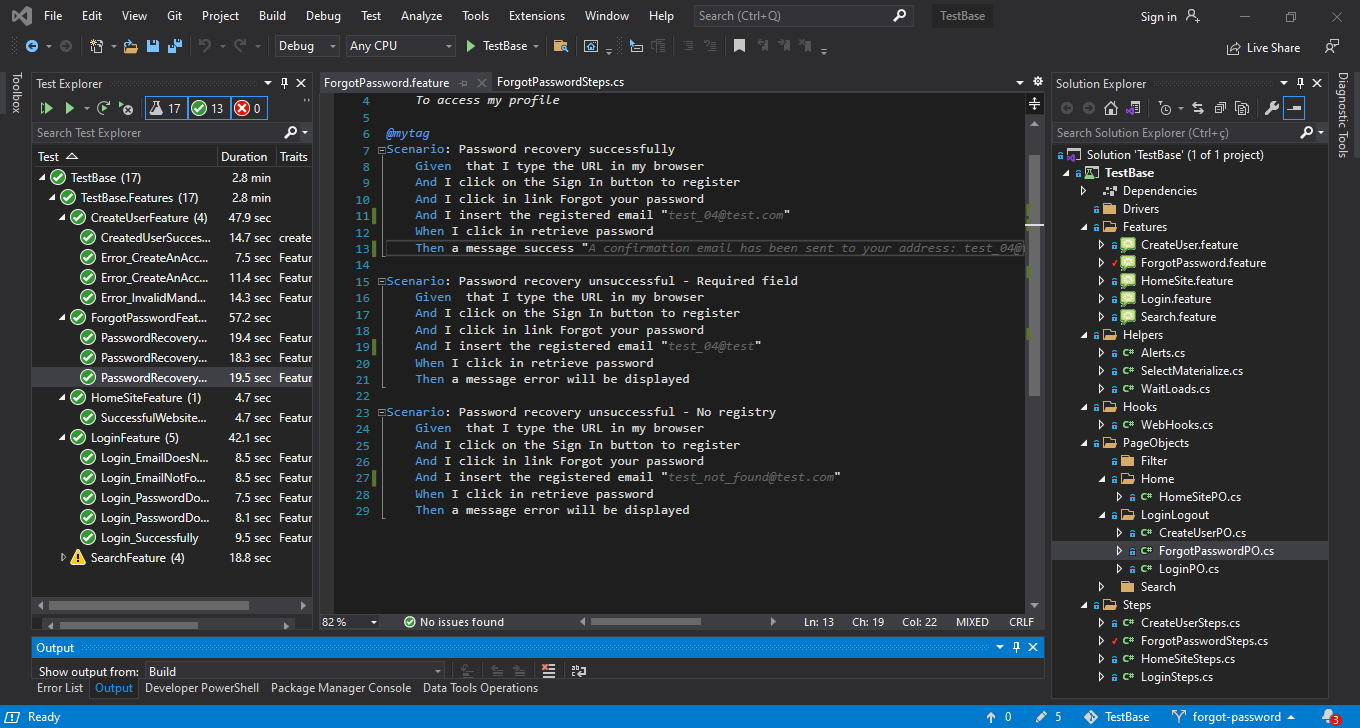 File Edit View Git Project Build Debug Test Analyze Tools Extensions Window Help Search (Ctrl+Q) TestBase Sign in
Debug Any CPU TestBase Live Share
Toolbox
Test Explorer
17 13 0
Search Test Explorer
Test Duration Traits
TestBase (17) 2.8 min
TestBase.Features (17) 2.8 min
CreateUserFeature (4) 47.9 sec
CreatedUserSucces... 14.7 sec create
Error_CreateAnAcc... 7.5 sec Featur
Error_CreateAnAcc... 11.4 sec Featur
Error_InvalidMand... 14.3 sec Featur
ForgotPasswordFeat... 57.2 sec
PasswordRecovery... 19.4 sec Featur
PasswordRecovery... 18.3 sec Featur
PasswordRecovery... 19.5 sec Featur
HomeSiteFeature (1) 4.7 sec
SuccessfulWebsite... 4.7 sec Featur
LoginFeature (5) 42.1 sec
Login_EmailDoesN... 8.5 sec Featur
Login_EmailNotFo... 8.5 sec Featur
Login_PasswordDo... 7.5 sec Featur
Login_PasswordDo... 8.1 sec Featur
Login_Successfully 9.5 sec Featur
SearchFeature (4) 18.8 sec
ForgotPassword.feature ForgotPasswordSteps.cs
4 To access my profile
5
6 @mytag
7 Scenario: Password recovery successfully
8 Given that I type the URL in my browser
9 And I click on the Sign In button to register
10 And I click in link Forgot your password
11 And I insert the registered email "test_04@test.com"
12 When I click in retrieve password
13 Then a message success "A confirmation email has been sent to your address: test_04@
14
15 Scenario: Password recovery unsuccessful - Required field
16 Given that I type the URL in my browser
17 And I click on the Sign In button to register
18 And I click in link Forgot your password
19 And I insert the registered email "test_04@test"
20 When I click in retrieve password
21 Then a message error will be displayed
22
23 Scenario: Password recovery unsuccessful - No registry
24 Given that I type the URL in my browser
25 And I click on the Sign In button to register
26 And I click in link Forgot your password
27 And I insert the registered email "test_not_found@test.com"
28 When I click in retrieve password
29 Then a message error will be displayed
82 % No issues found Ln: 13 Ch: 19 Col: 22 MIXED CRLF
Solution Explorer
Search Solution Explorer (Ctrl+ç)
Solution 'TestBase' (1 of 1 project)
TestBase
Dependencies
Drivers
Features
CreateUser.feature
ForgotPassword.feature
HomeSite.feature
Login.feature
Search.feature
Helpers
C# Alerts.cs
C# SelectMaterialize.cs
C# WaitLoads.cs
Hooks
C# WebHooks.cs
PageObjects
Filter
Home
C# HomeSitePO.cs
LoginLogout
C# CreateUserPO.cs
C# ForgotPasswordPO.cs
C# LoginPO.cs
Search
Steps
C# CreateUserSteps.cs
C# ForgotPasswordSteps.cs
C# HomeSiteSteps.cs
C# LoginSteps.cs
Diagnostic Tools
Output
Show output from: Build
Error List Output Developer PowerShell Package Manager Console Data Tools Operations
Ready 0 5 TestBase forgot-password 3